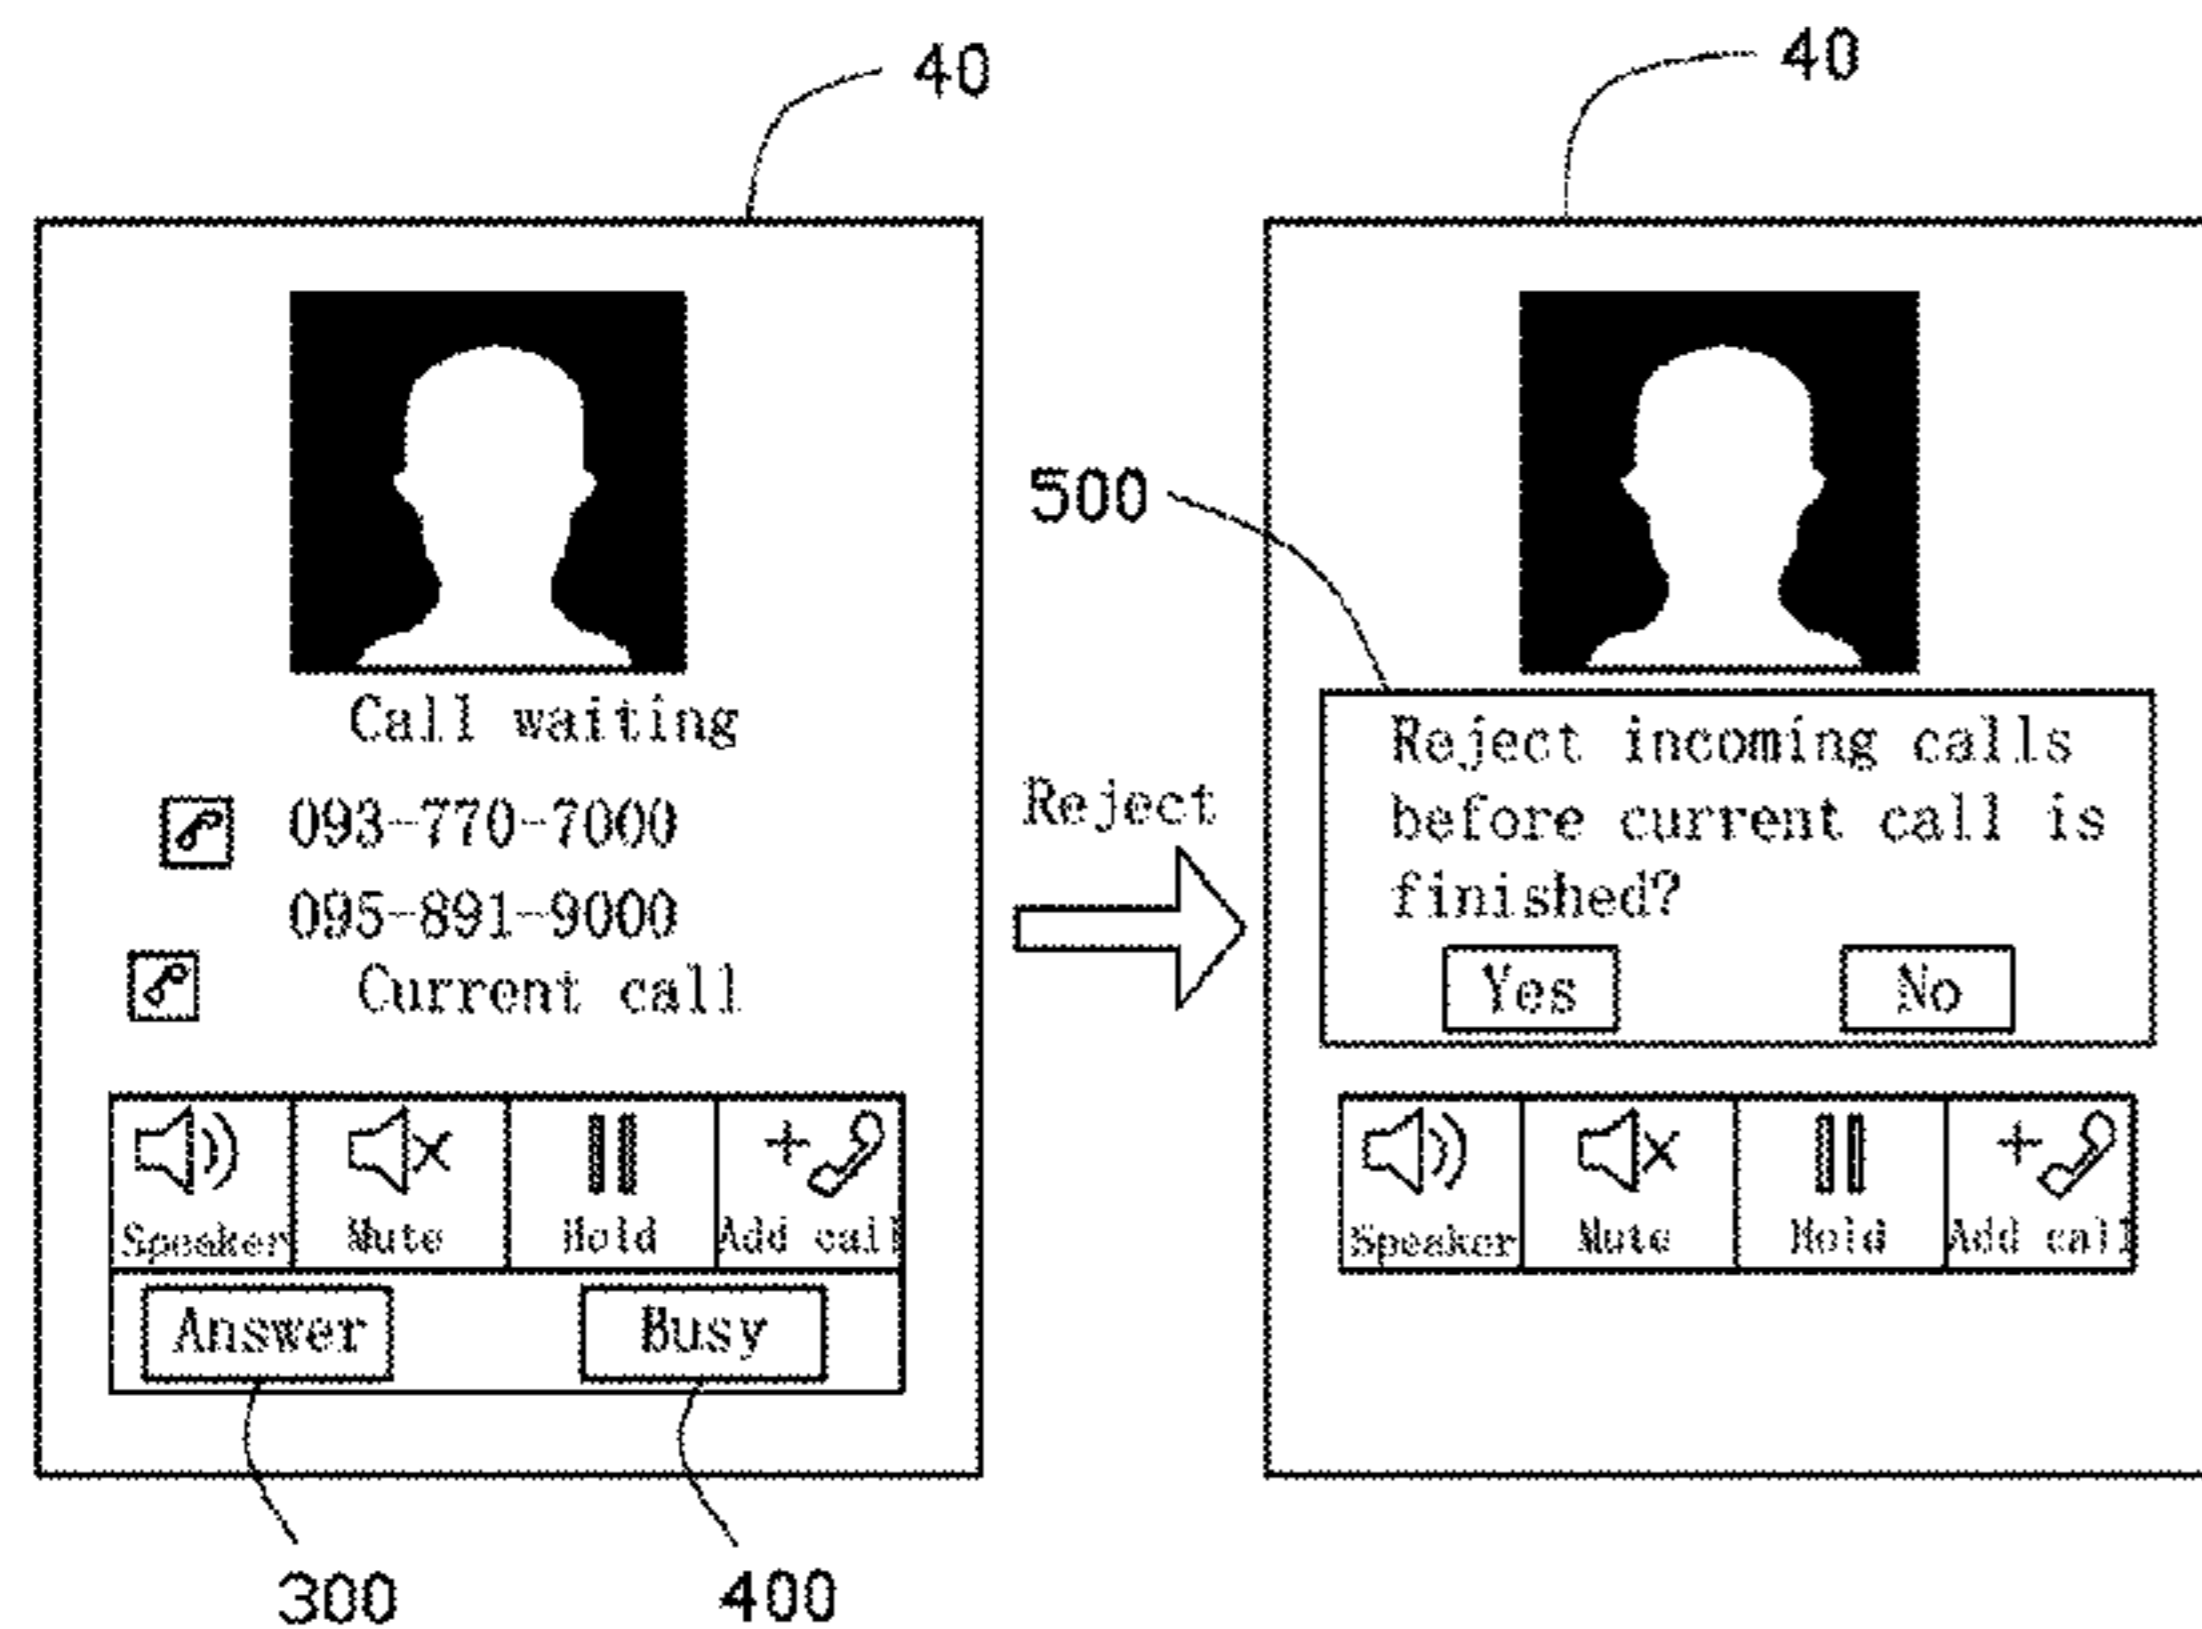 40
40
Call waiting
093-770-7000
095-891-9000
Current call
Speaker Mute Hold Add call
Answer Busy
300
400
Reject
500
Reject incoming calls
before current call is
finished?
Yes No
Speaker Mute Hold Add call